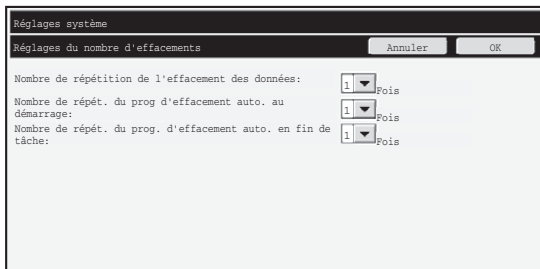 Réglages système
Réglages du nombre d'effacements
Annuler
OK
Nombre de répétition de l'effacement des données:
1
Fois
Nombre de répét. du prog d'effacement auto. au
démarrage:
1
Fois
Nombre de répét. du prog. d'effacement auto. en fin de
tâche:
1
Fois